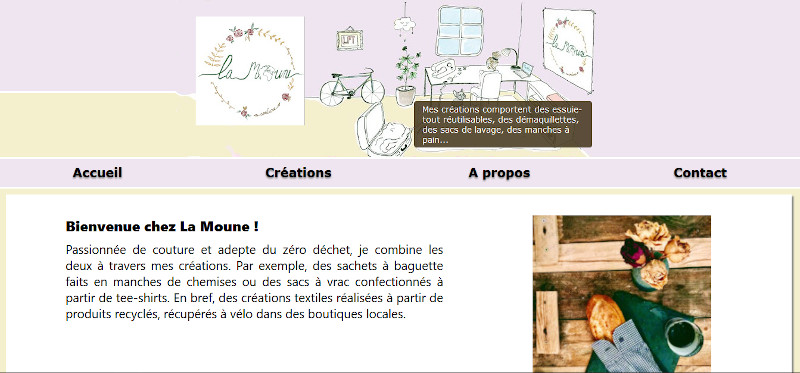 la Moune
la Moune
Mes créations comportent des essuie-
tout réutilisables, des démaquillettes,
des sacs de lavage, des manches à
pain...
Accueil Créations A propos Contact
Bienvenue chez La Moune !
Passionnée de couture et adepte du zéro déchet, je combine les
deux à travers mes créations. Par exemple, des sachets à baguette
faits en manches de chemises ou des sacs à vrac confectionnés à
partir de tee-shirts. En bref, des créations textiles réalisées à partir de
produits recyclés, récupérés à vélo dans des boutiques locales.